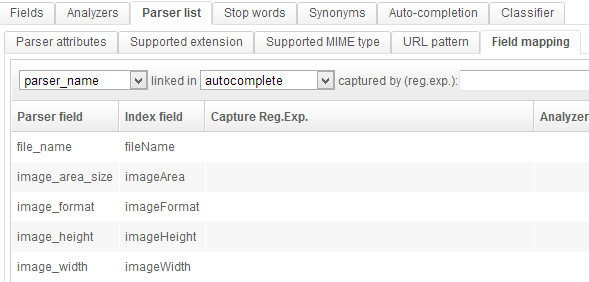 Fields Analyzers Parser list Stop words Synonyms Auto-completion Classifier
Parser attributes Supported extension Supported MIME type URL pattern Field mapping
parser_name linked in autocomplete captured by (reg.exp.):
Parser field Index field Capture Reg.Exp. Analyzer
file_name fileName
image_area_size imageArea
image_format imageFormat
image_height imageHeight
image_width imageWidth